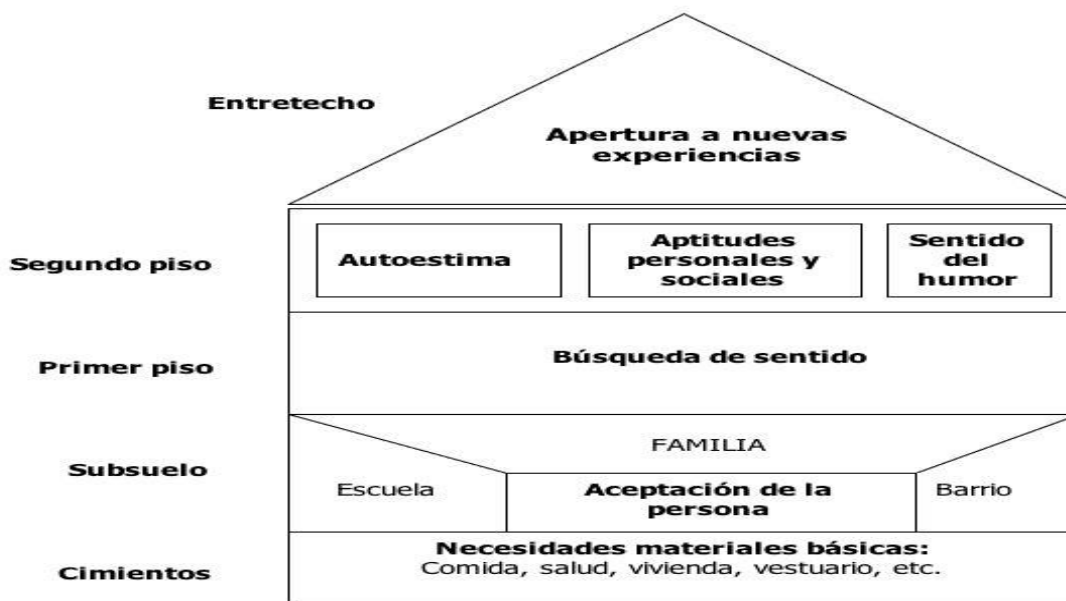 Entretecho
Apertura a nuevas
experiencias
Segundo piso
Autoestima
Aptitudes
personales y
sociales
Sentido
del
humor
Primer piso
Búsqueda de sentido
Subsuelo
FAMILIA
Escuela
Aceptación de la
persona
Barrio
Cimientos
Necesidades materiales básicas:
Comida, salud, vivienda, vestuario, etc.